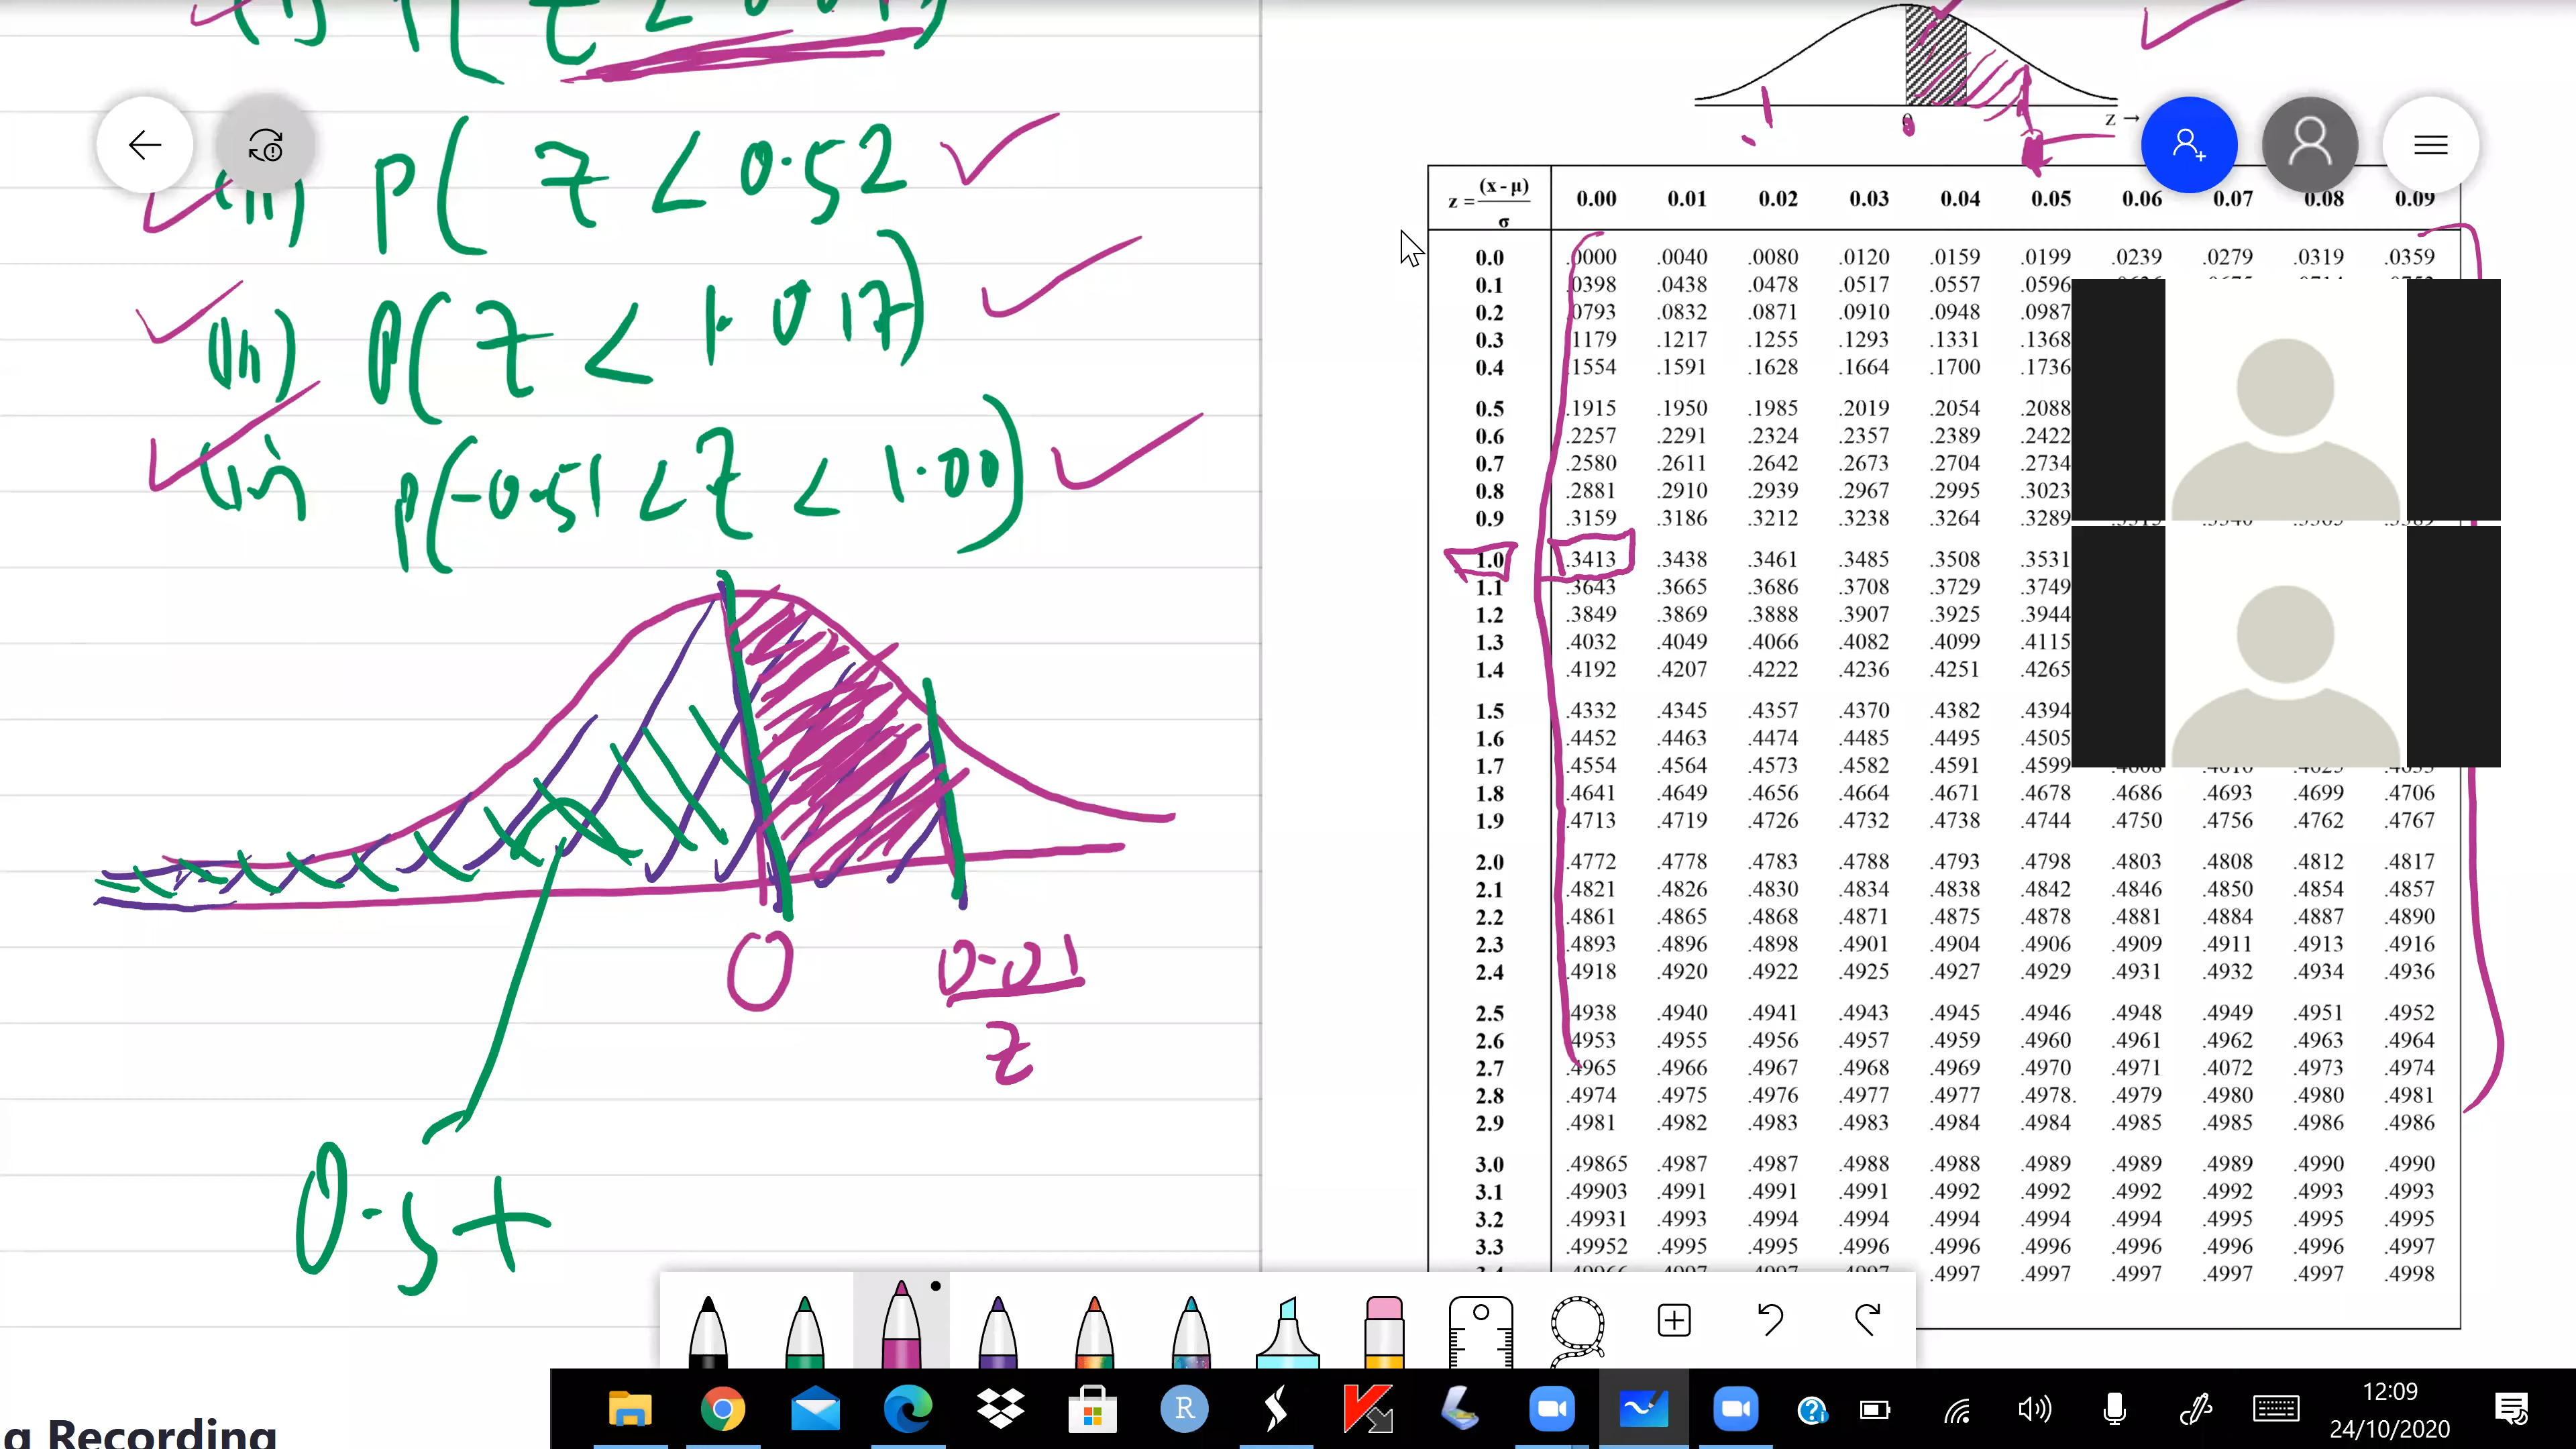 (ii) P( Z < 0.52
P( Z < 1.017)
P(-0.51 < Z < 1.00)
0
0.01
Z
0.5 +
0
Z →
z = (x - μ)
σ
0.00 0.01 0.02 0.03 0.04 0.05 0.06 0.07 0.08 0.09
0.0 .0000 .0040 .0080 .0120 .0159 .0199 .0239 .0279 .0319 .0359
0.1 .0398 .0438 .0478 .0517 .0557 .0596
0.2 .0793 .0832 .0871 .0910 .0948 .0987
0.3 .1179 .1217 .1255 .1293 .1331 .1368
0.4 .1554 .1591 .1628 .1664 .1700 .1736
0.5 .1915 .1950 .1985 .2019 .2054 .2088
0.6 .2257 .2291 .2324 .2357 .2389 .2422
0.7 .2580 .2611 .2642 .2673 .2704 .2734
0.8 .2881 .2910 .2939 .2967 .2995 .3023
0.9 .3159 .3186 .3212 .3238 .3264 .3289
1.0 .3413 .3438 .3461 .3485 .3508 .3531
1.1 .3643 .3665 .3686 .3708 .3729 .3749
1.2 .3849 .3869 .3888 .3907 .3925 .3944
1.3 .4032 .4049 .4066 .4082 .4099 .4115
1.4 .4192 .4207 .4222 .4236 .4251 .4265
1.5 .4332 .4345 .4357 .4370 .4382 .4394
1.6 .4452 .4463 .4474 .4485 .4495 .4505
1.7 .4554 .4564 .4573 .4582 .4591 .4599
1.8 .4641 .4649 .4656 .4664 .4671 .4678 .4686 .4693 .4699 .4706
1.9 .4713 .4719 .4726 .4732 .4738 .4744 .4750 .4756 .4762 .4767
2.0 .4772 .4778 .4783 .4788 .4793 .4798 .4803 .4808 .4812 .4817
2.1 .4821 .4826 .4830 .4834 .4838 .4842 .4846 .4850 .4854 .4857
2.2 .4861 .4865 .4868 .4871 .4875 .4878 .4881 .4884 .4887 .4890
2.3 .4893 .4896 .4898 .4901 .4904 .4906 .4909 .4911 .4913 .4916
2.4 .4918 .4920 .4922 .4925 .4927 .4929 .4931 .4932 .4934 .4936
2.5 .4938 .4940 .4941 .4943 .4945 .4946 .4948 .4949 .4951 .4952
2.6 .4953 .4955 .4956 .4957 .4959 .4960 .4961 .4962 .4963 .4964
2.7 .4965 .4966 .4967 .4968 .4969 .4970 .4971 .4072 .4973 .4974
2.8 .4974 .4975 .4976 .4977 .4977 .4978. .4979 .4980 .4980 .4981
2.9 .4981 .4982 .4983 .4983 .4984 .4984 .4985 .4985 .4986 .4986
3.0 .49865 .4987 .4987 .4988 .4988 .4989 .4989 .4989 .4990 .4990
3.1 .49903 .4991 .4991 .4991 .4992 .4992 .4992 .4992 .4993 .4993
3.2 .49931 .4993 .4994 .4994 .4994 .4994 .4994 .4995 .4995 .4995
3.3 .49952 .4995 .4995 .4996 .4996 .4996 .4996 .4996 .4996 .4997
.4997 .4997 .4997 .4997 .4997 .4998
g Recording
R
12:09
24/10/2020